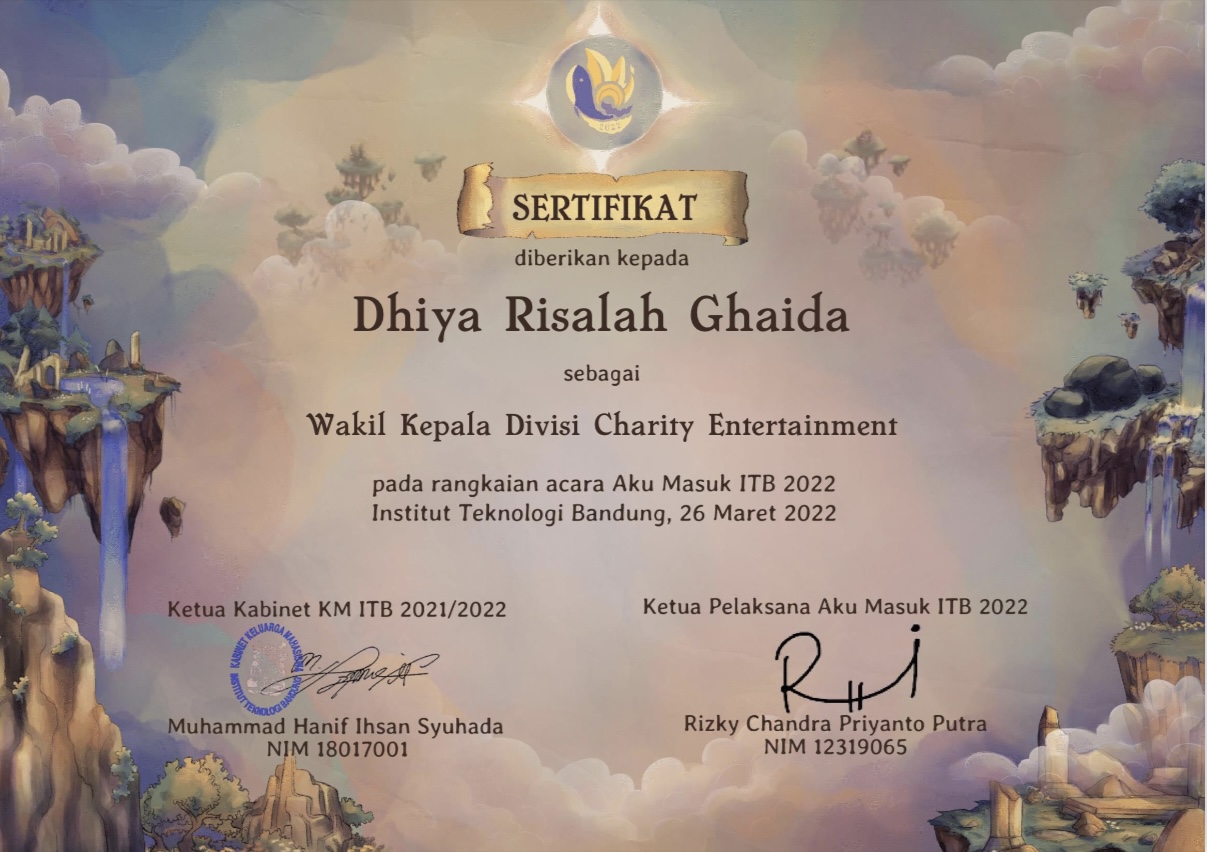 2022
SERTIFIKAT
diberikan kepada
Dhiya Risalah Ghaida
sebagai
Wakil Kepala Divisi Charity Entertainment
pada rangkaian acara Aku Masuk ITB 2022
Institut Teknologi Bandung, 26 Maret 2022
Ketua Kabinet KM ITB 2021/2022
KABINET KELUARGA MAHASISWA
INSTITUT TEKNOLOGI BANDUNG
Muhammad Hanif Ihsan Syuhada
NIM 18017001
Ketua Pelaksana Aku Masuk ITB 2022
Rizky Chandra Priyanto Putra
NIM 12319065